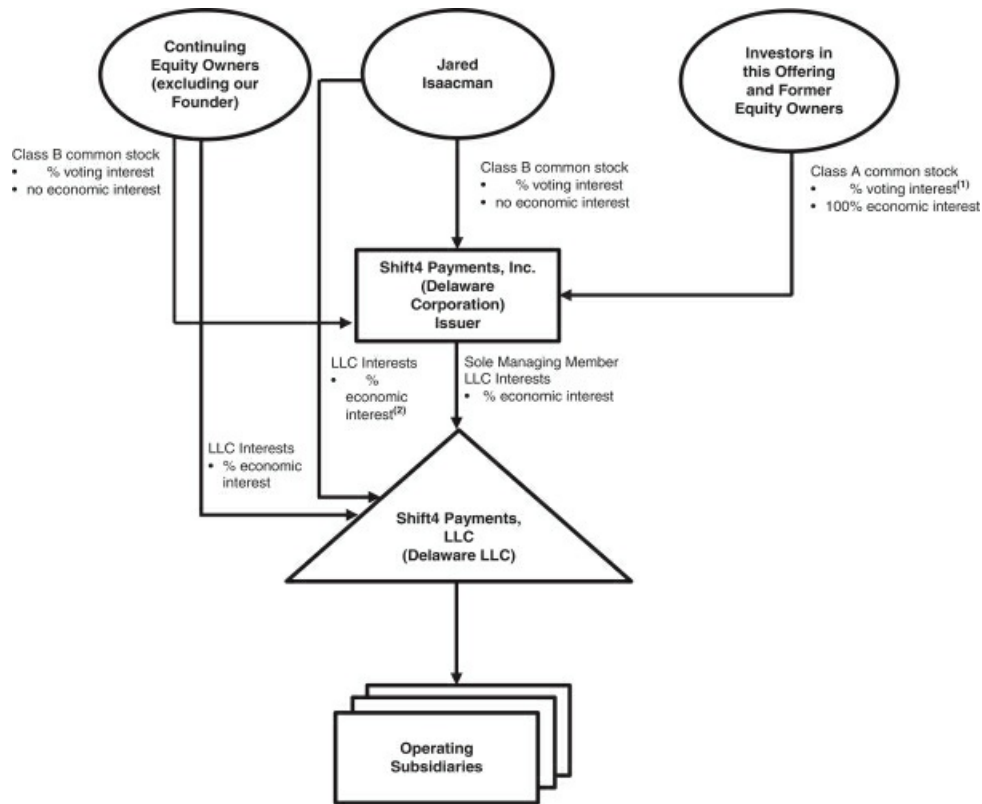 Continuing
Equity Owners
(excluding our
Founder)
Jared
Isaacman
Investors in
this Offering
and Former
Equity Owners
Class B common stock
• % voting interest
• no economic interest
Class B common stock
• % voting interest
• no economic interest
Class A common stock
• % voting interest(1)
• 100% economic interest
Shift4 Payments, Inc.
(Delaware
Corporation)
Issuer
LLC Interests
• %
economic
interest(2)
Sole Managing Member
LLC Interests
• % economic interest
LLC Interests
• % economic
interest
Shift4 Payments,
LLC
(Delaware LLC)
Operating
Subsidiaries